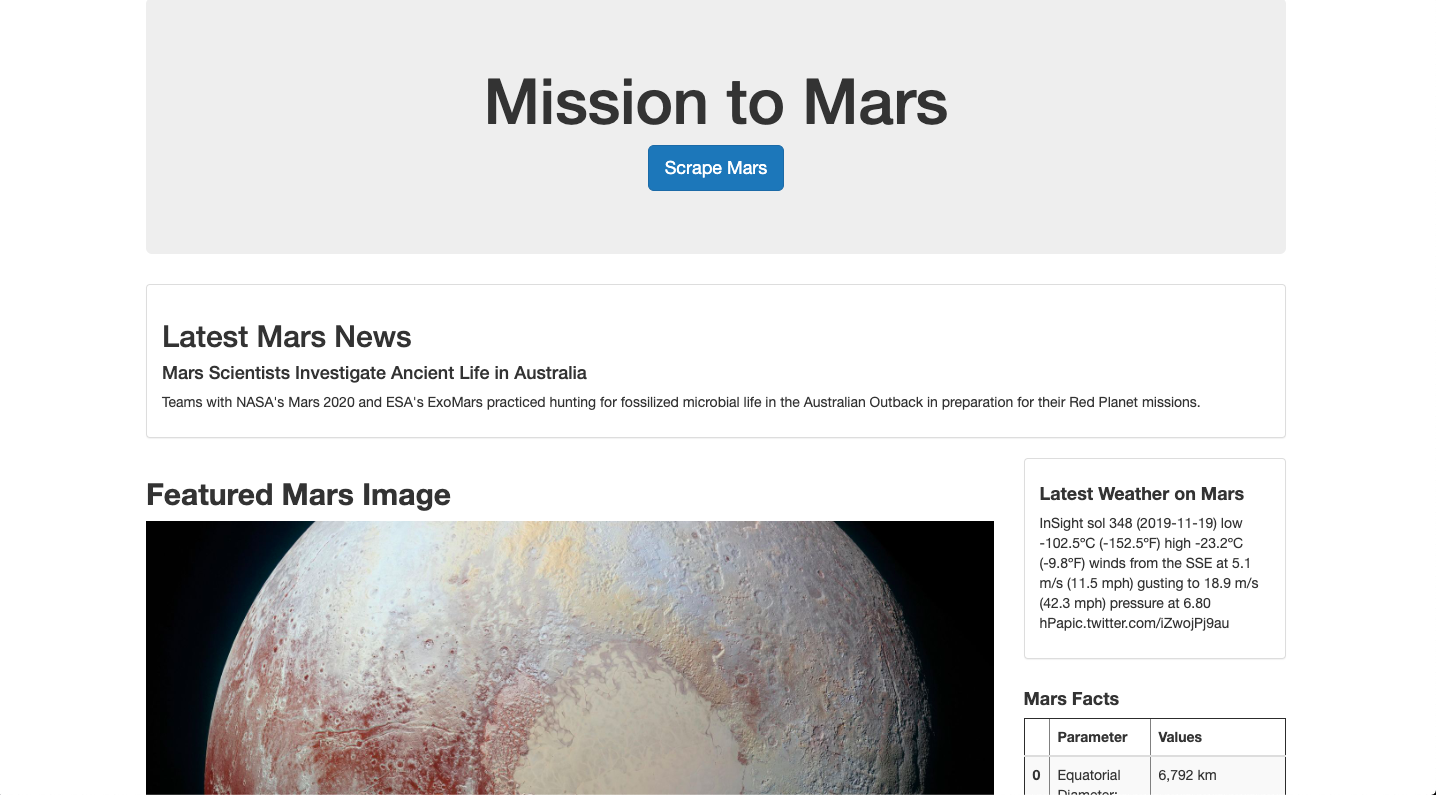 Mission to Mars
Scrape Mars
Latest Mars News
Mars Scientists Investigate Ancient Life in Australia
Teams with NASA's Mars 2020 and ESA's ExoMars practiced hunting for fossilized microbial life in the Australian Outback in preparation for their Red Planet missions.
Featured Mars Image
Latest Weather on Mars
InSight sol 348 (2019-11-19) low
-102.5ºC (-152.5ºF) high -23.2ºC
(-9.8ºF) winds from the SSE at 5.1
m/s (11.5 mph) gusting to 18.9 m/s
(42.3 mph) pressure at 6.80
hPapic.twitter.com/iZwojPj9au
Mars Facts
Parameter Values
0 Equatorial 6,792 km
Diameter: